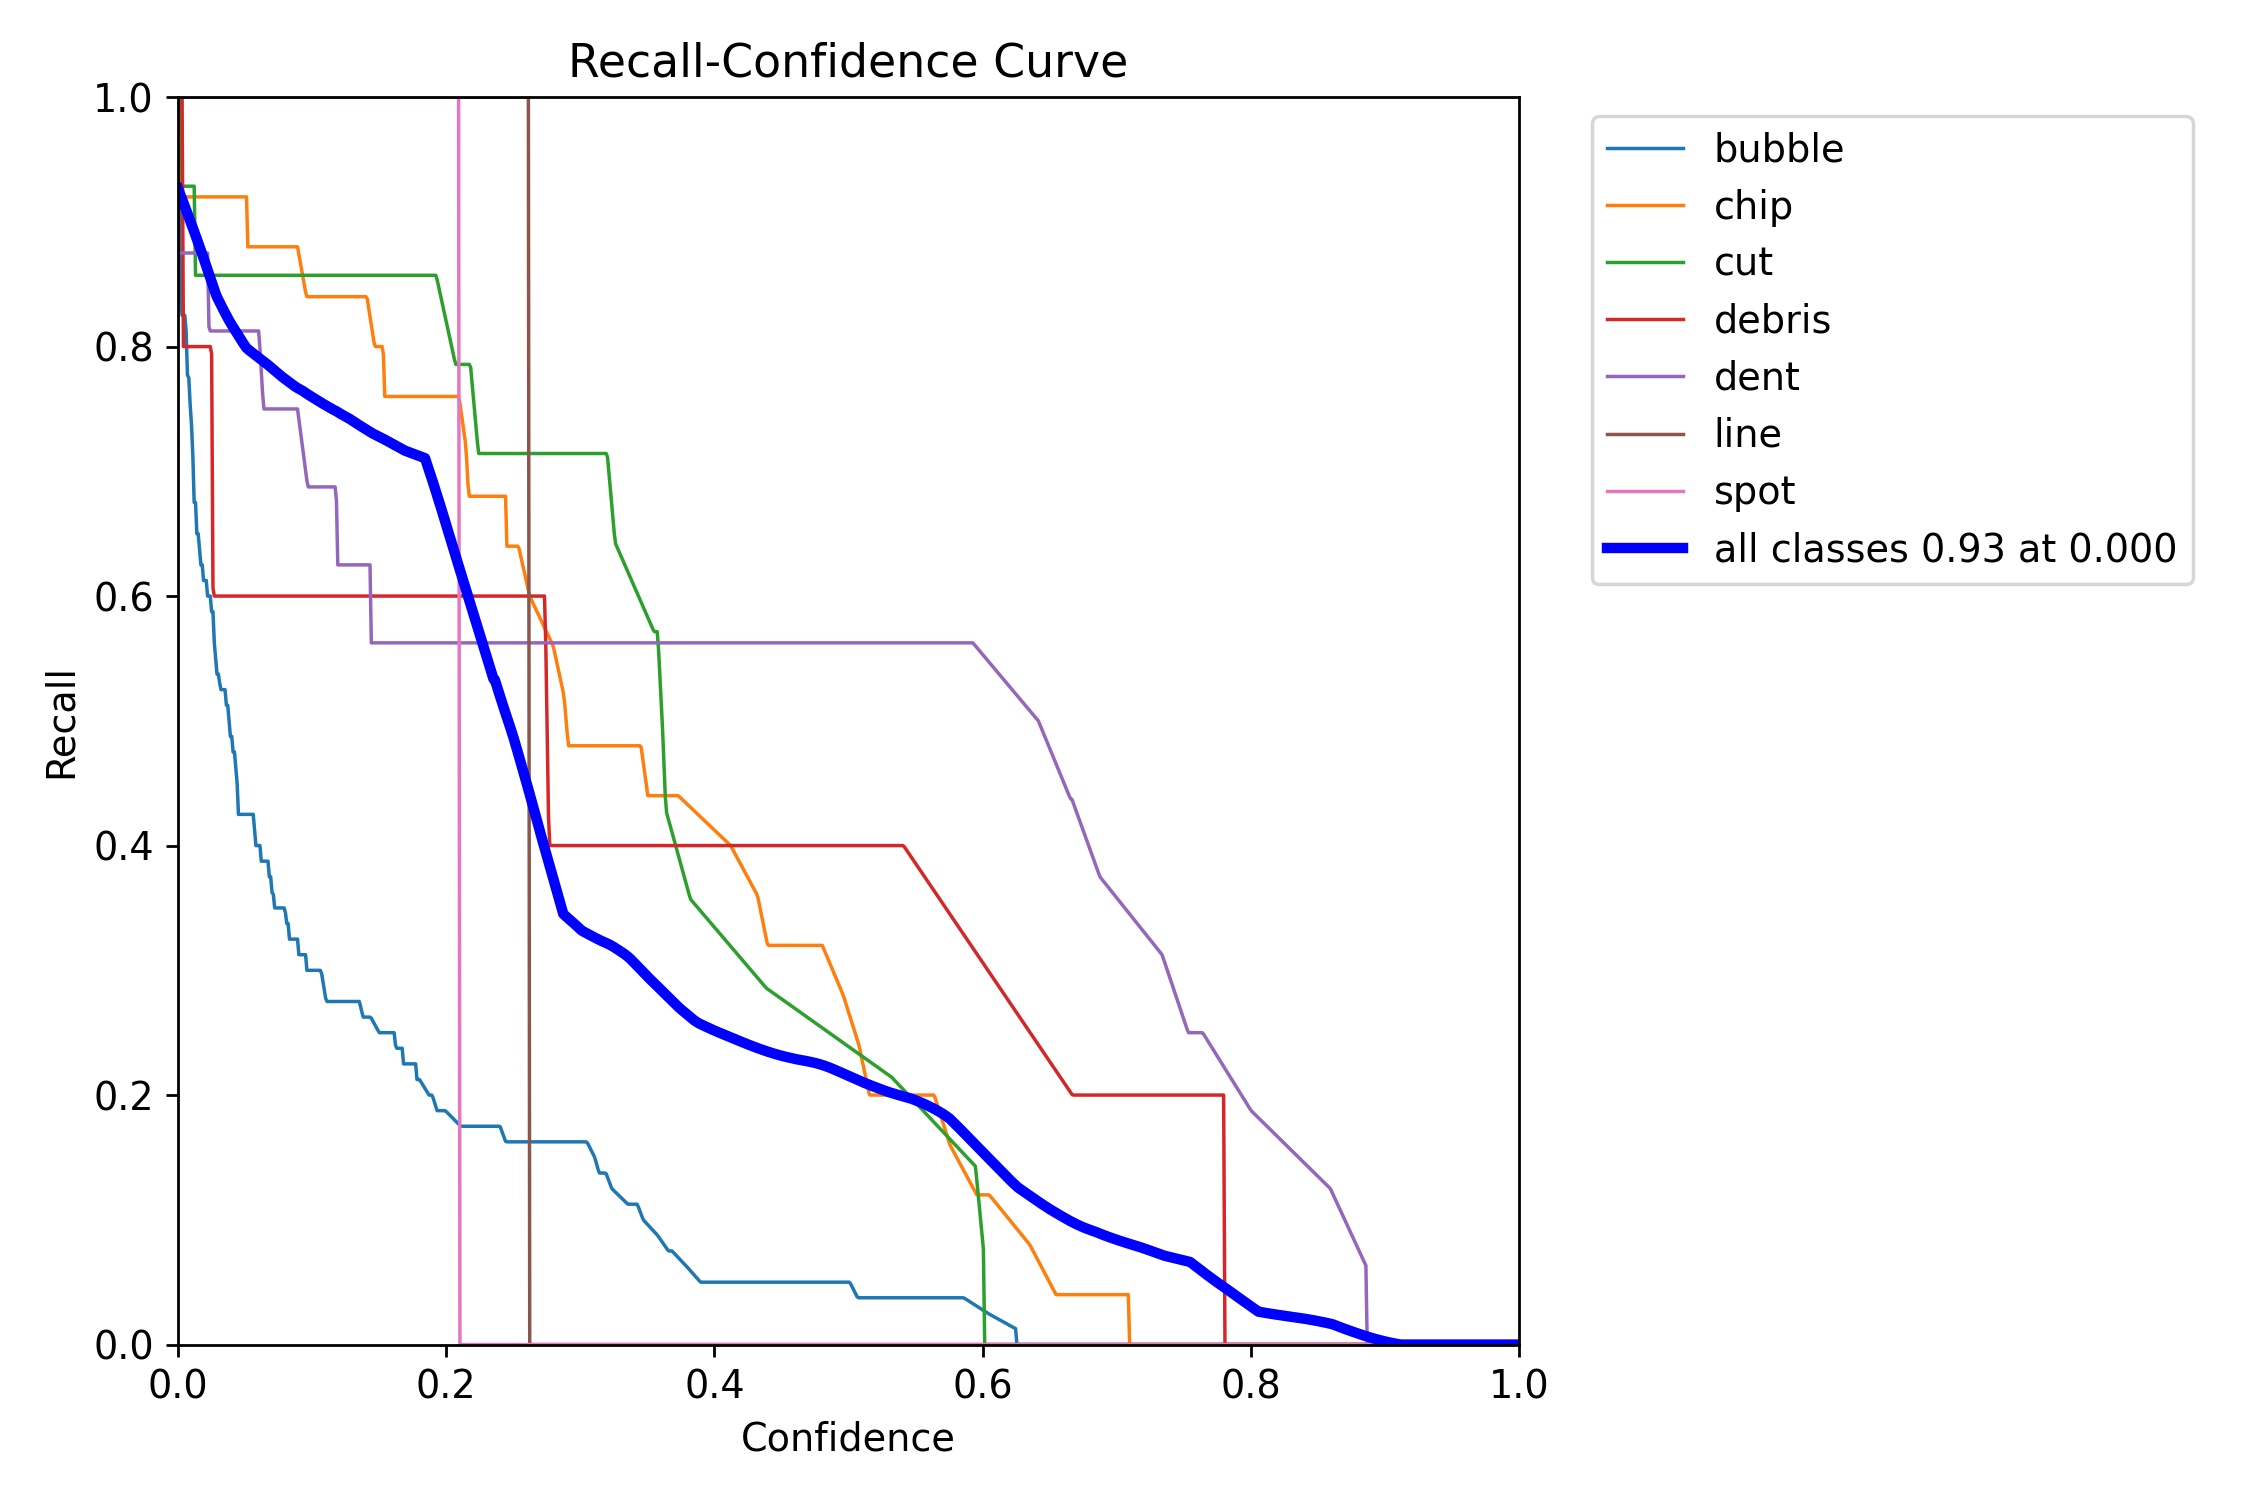 Recall-Confidence Curve
1.0
0.8
0.6
0.4
0.2
0.0
Recall
0.0 0.2 0.4 0.6 0.8 1.0
Confidence
bubble
chip
cut
debris
dent
line
spot
all classes 0.93 at 0.000